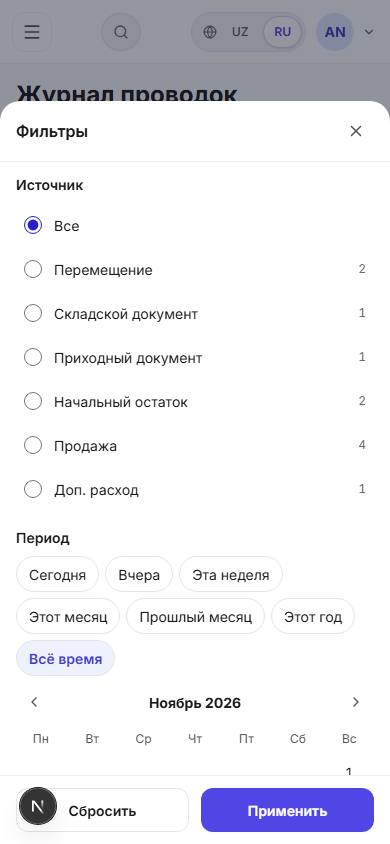 UZ RU AN
Журнал проводок
Фильтры
Источник
Все
Перемещение 2
Складской документ 1
Приходный документ 1
Начальный остаток 2
Продажа 4
Доп. расход 1
Период
Сегодня Вчера Эта неделя
Этот месяц Прошлый месяц Этот год
Всё время
Ноябрь 2026
Пн Вт Ср Чт Пт Сб Вс
1
N Сбросить Применить